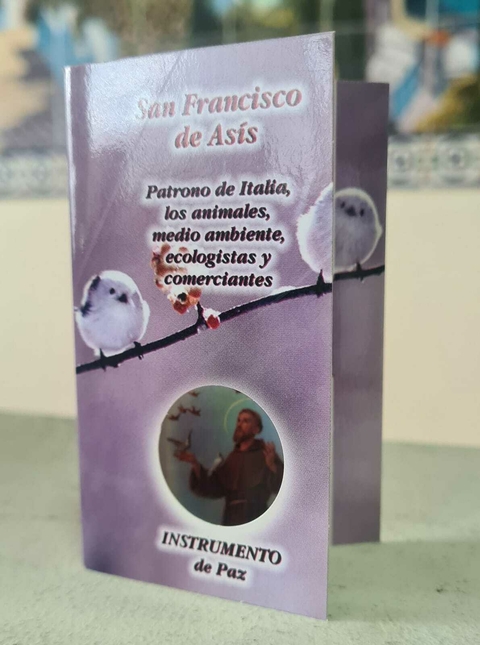 San Francisco
de Asís
Patrono de Italia,
los animales,
medio ambiente,
ecologistas y
comerciantes
INSTRUMENTO
de Paz